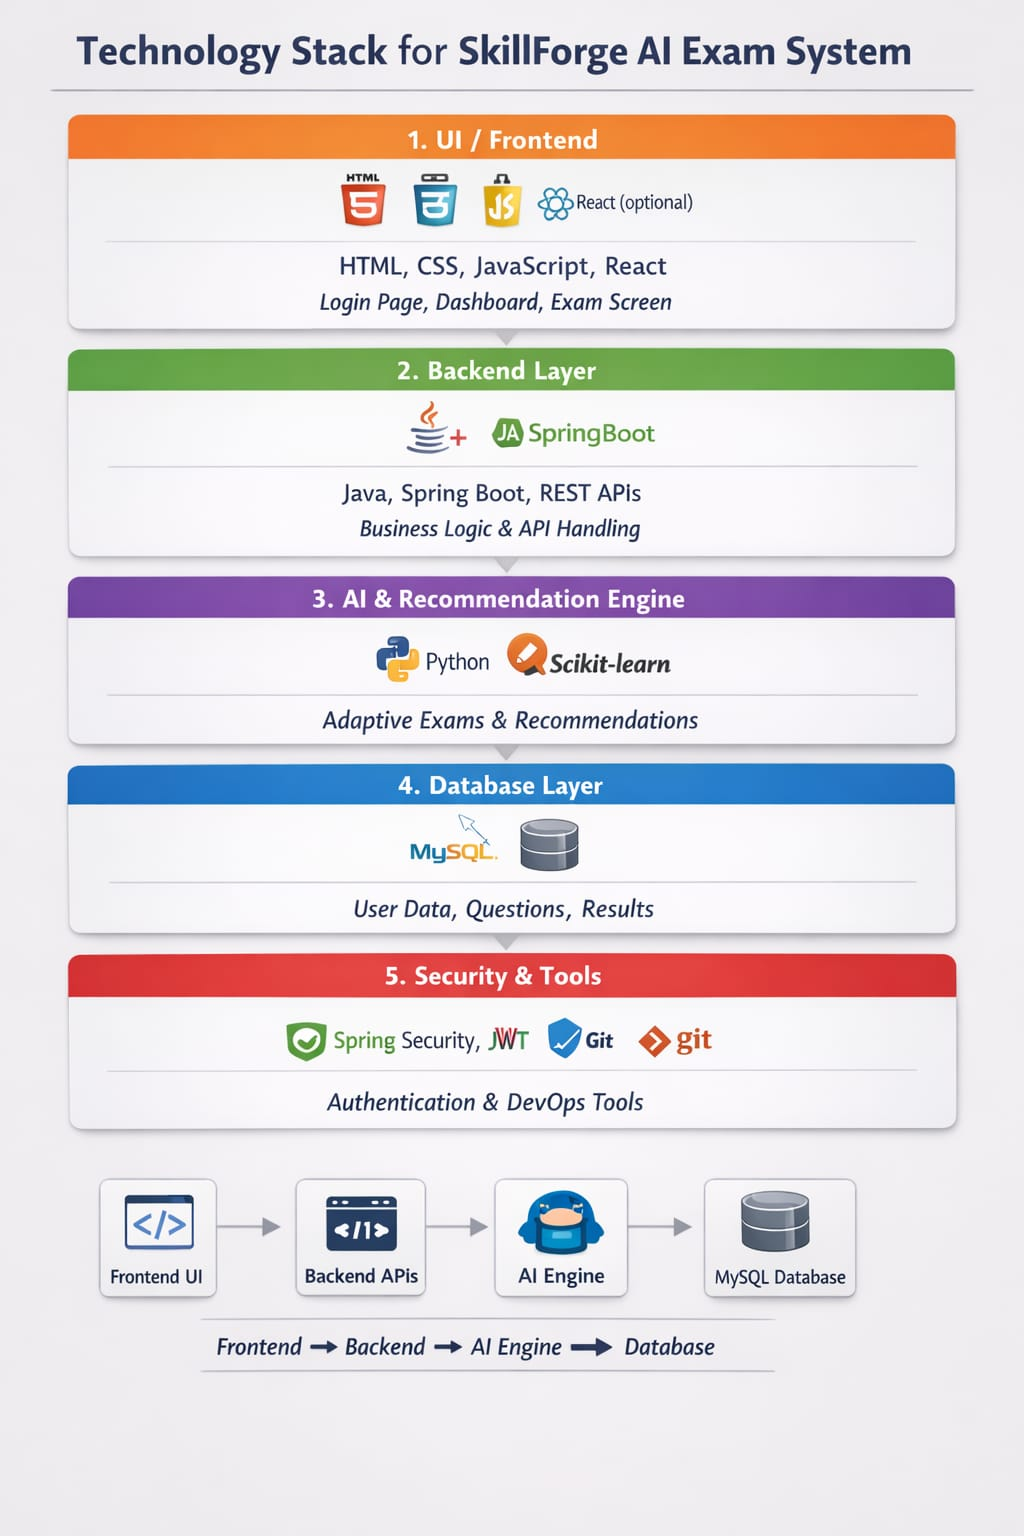 Technology Stack for SkillForge AI Exam System
1. UI / Frontend
HTML
5
3
JS
React (optional)
HTML, CSS, JavaScript, React
Login Page, Dashboard, Exam Screen
2. Backend Layer
+ JA SpringBoot
Java, Spring Boot, REST APIs
Business Logic & API Handling
3. AI & Recommendation Engine
Python Scikit-learn
Adaptive Exams & Recommendations
4. Database Layer
MySQL.
User Data, Questions, Results
5. Security & Tools
Spring Security, JWT Git git
Authentication & DevOps Tools
</> </1>
Frontend UI Backend APis AI Engine MySQL Database
Frontend → Backend → AI Engine → Database